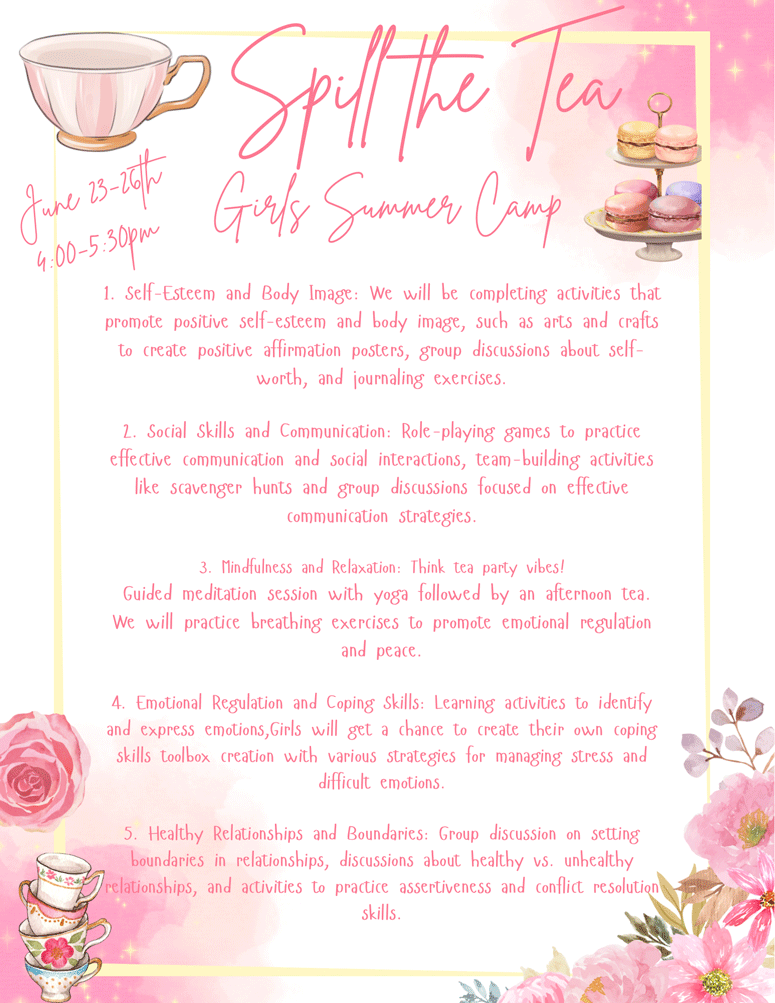 Spill the Tea
Girls Summer Camp
June 23-26th
4:00-5:30pm
1. Self-Esteem and Body Image: We will be completing activities that
promote positive self-esteem and body image, such as arts and crafts
to create positive affirmation posters, group discussions about self-
worth, and journaling exercises.
2. Social Skills and Communication: Role-playing games to practice
effective communication and social interactions, team-building activities
like scavenger hunts and group discussions focused on effective
communication strategies.
3. Mindfulness and Relaxation: Think tea party vibes!
Guided meditation session with yoga followed by an afternoon tea.
We will practice breathing exercises to promote emotional regulation
and peace.
4. Emotional Regulation and Coping Skills: Learning activities to identify
and express emotions,Girls will get a chance to create their own coping
skills toolbox creation with various strategies for managing stress and
difficult emotions.
5. Healthy Relationships and Boundaries: Group discussion on setting
boundaries in relationships, discussions about healthy vs. unhealthy
relationships, and activities to practice assertiveness and conflict resolution
skills.